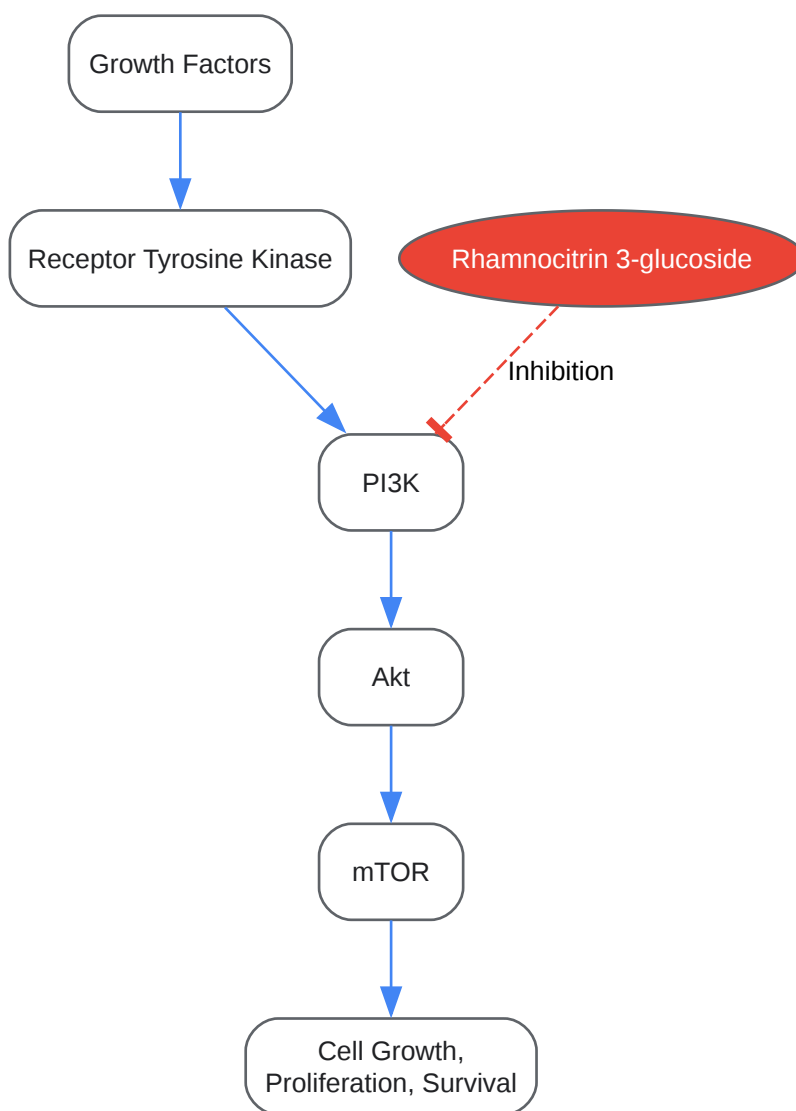 Growth Factors
Receptor Tyrosine Kinase
Rhamnocitrin 3-glucoside
Inhibition
PI3K
Akt
mTOR
Cell Growth,
Proliferation, Survival